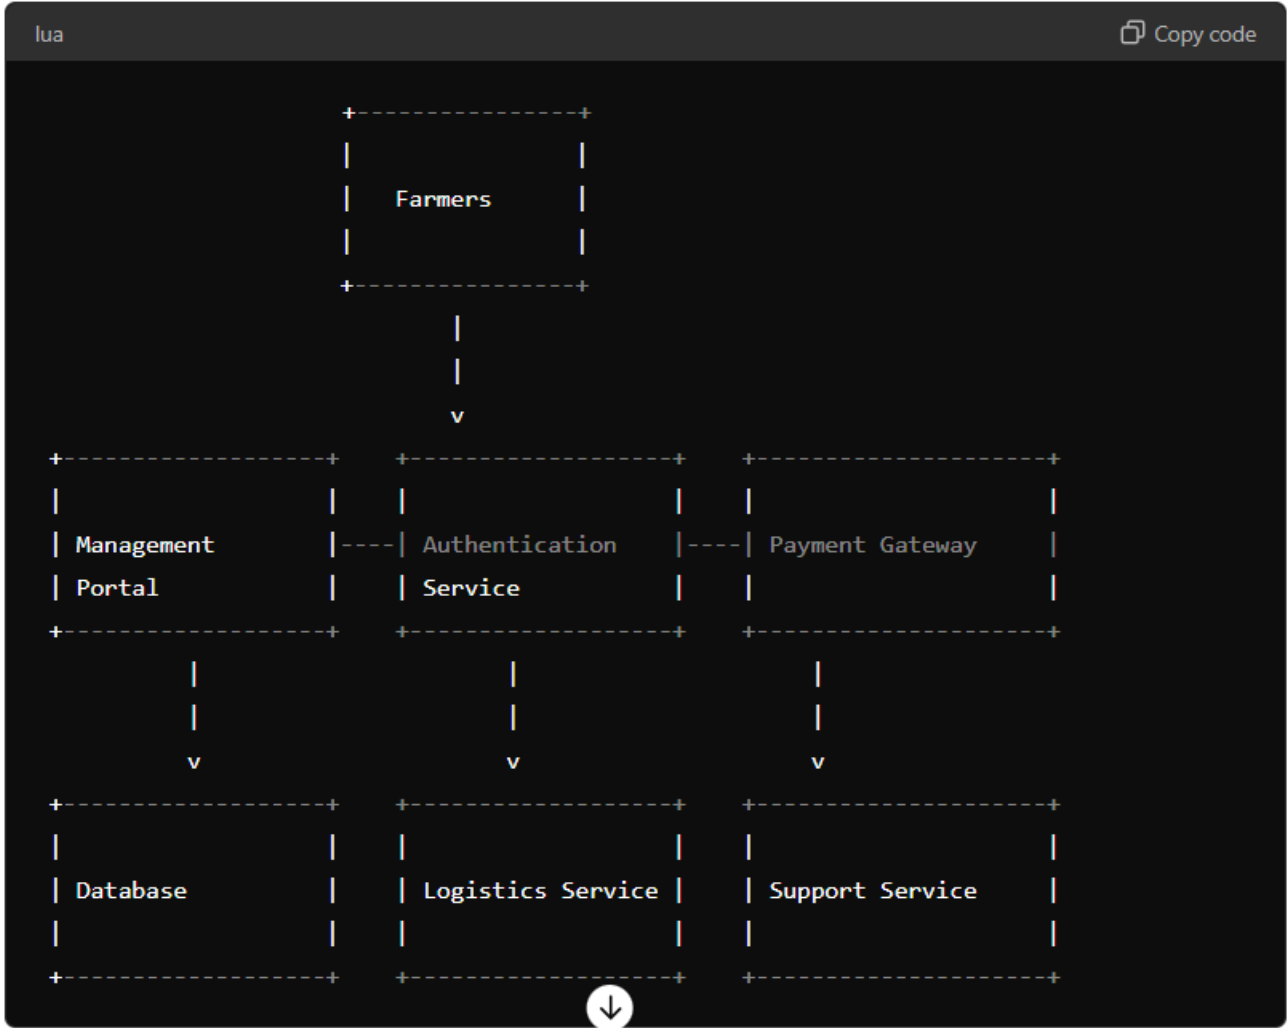 lua Copy code
+----------------+
|                |
|   Farmers      |
|                |
+----------------+
|
|
v
+-------------------+    +-------------------+    +---------------------+
|                   |    |                   |    |                     |
| Management        |----| Authentication    |----| Payment Gateway     |
| Portal            |    | Service           |    |                     |
+-------------------+    +-------------------+    +---------------------+
          |                      |                     |
          |                      |                     |
          v                      v                     v
+-------------------+    +-------------------+    +---------------------+
|                   |    |                   |    |                     |
| Database          |    | Logistics Service |    | Support Service     |
|                   |    |                   |    |                     |
+-------------------+    +-------------------+    +---------------------+